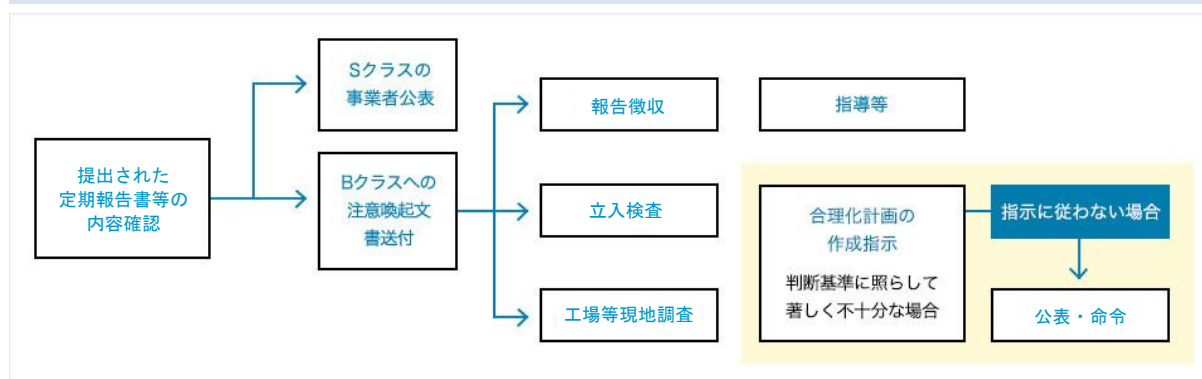 提出された
定期報告書等の
内容確認
Sクラスの
事業者公表
Bクラスへの
注意喚起文
書送付
報告徴収
立入検査
工場等現地調査
指導等
合理化計画の
作成指示
判断基準に照らして
著しく不十分な場合
指示に従わない場合
公表・命令